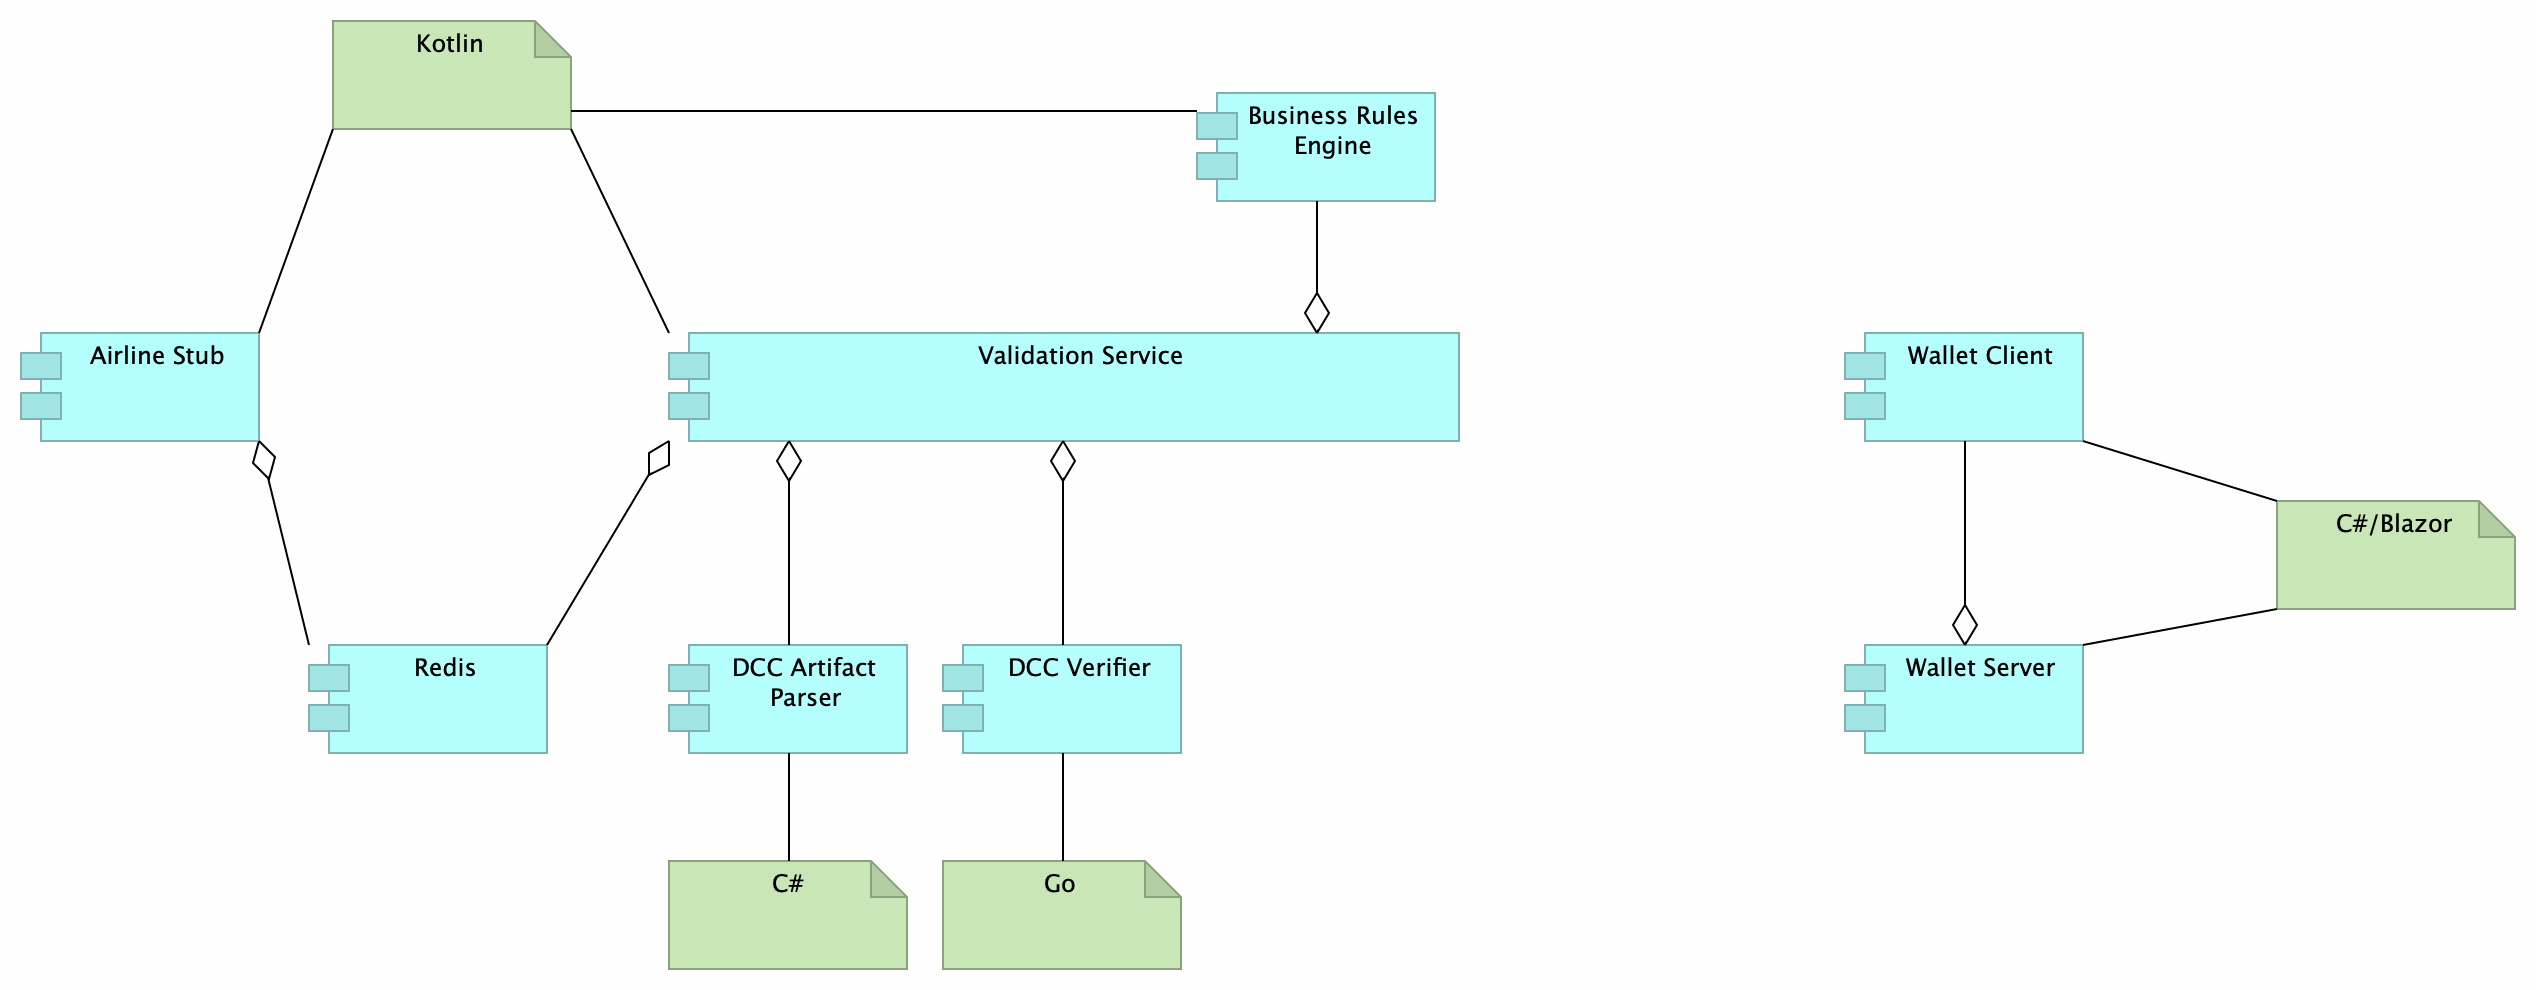 Kotlin
Business Rules
Engine
Airline Stub
Validation Service
Wallet Client
C#/Blazor
Redis
DCC Artifact
Parser
DCC Verifier
Wallet Server
C#
Go